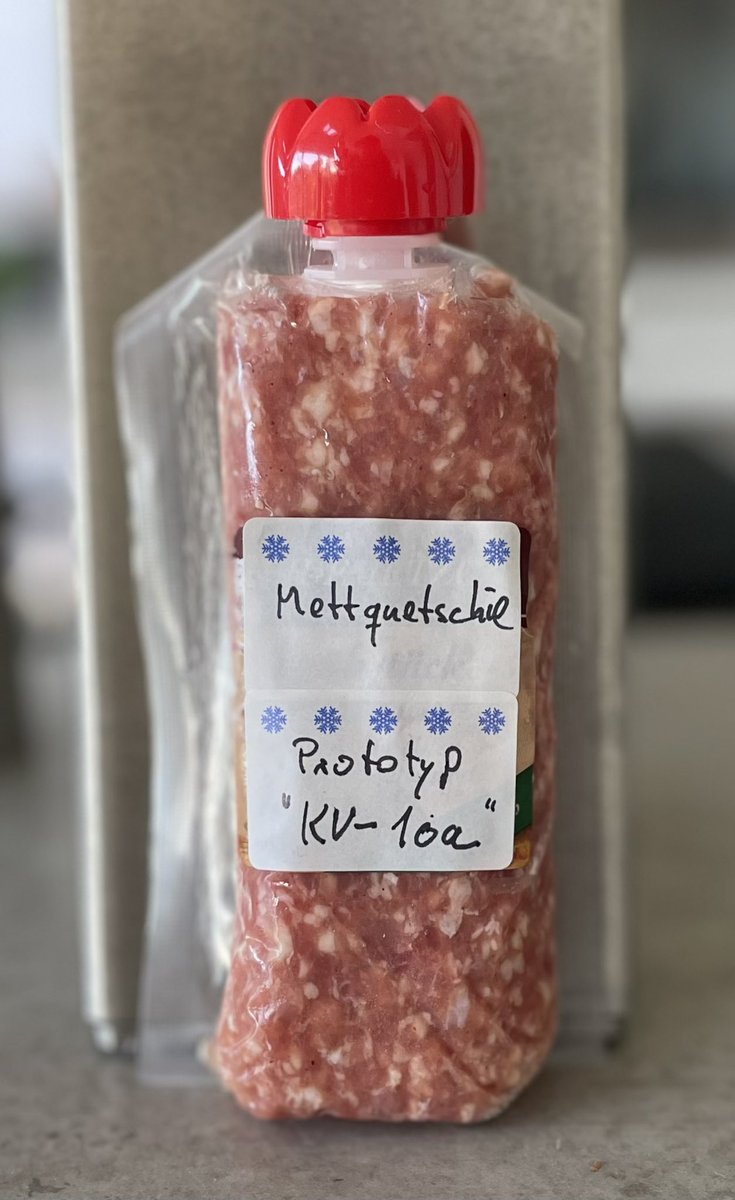 Mettquetschie
Prototyp
"KV-10a"